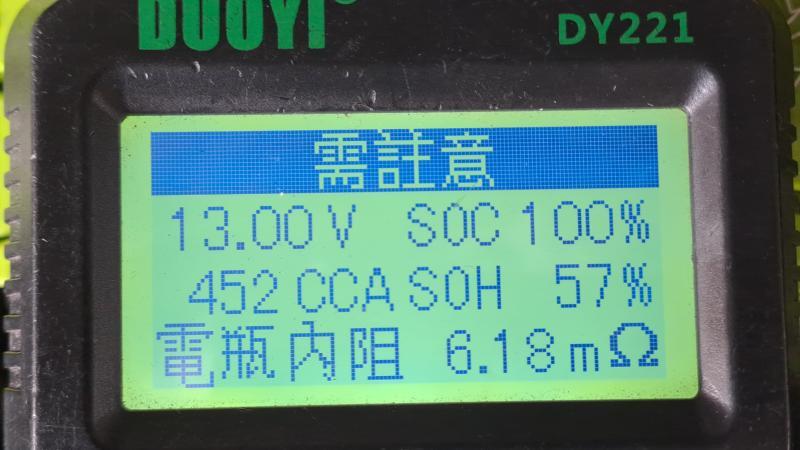 DUOYI®
DY221
需註意
13.00V SOC 100%
452 CCA SOH 57%
電瓶內阻 6.18mΩ